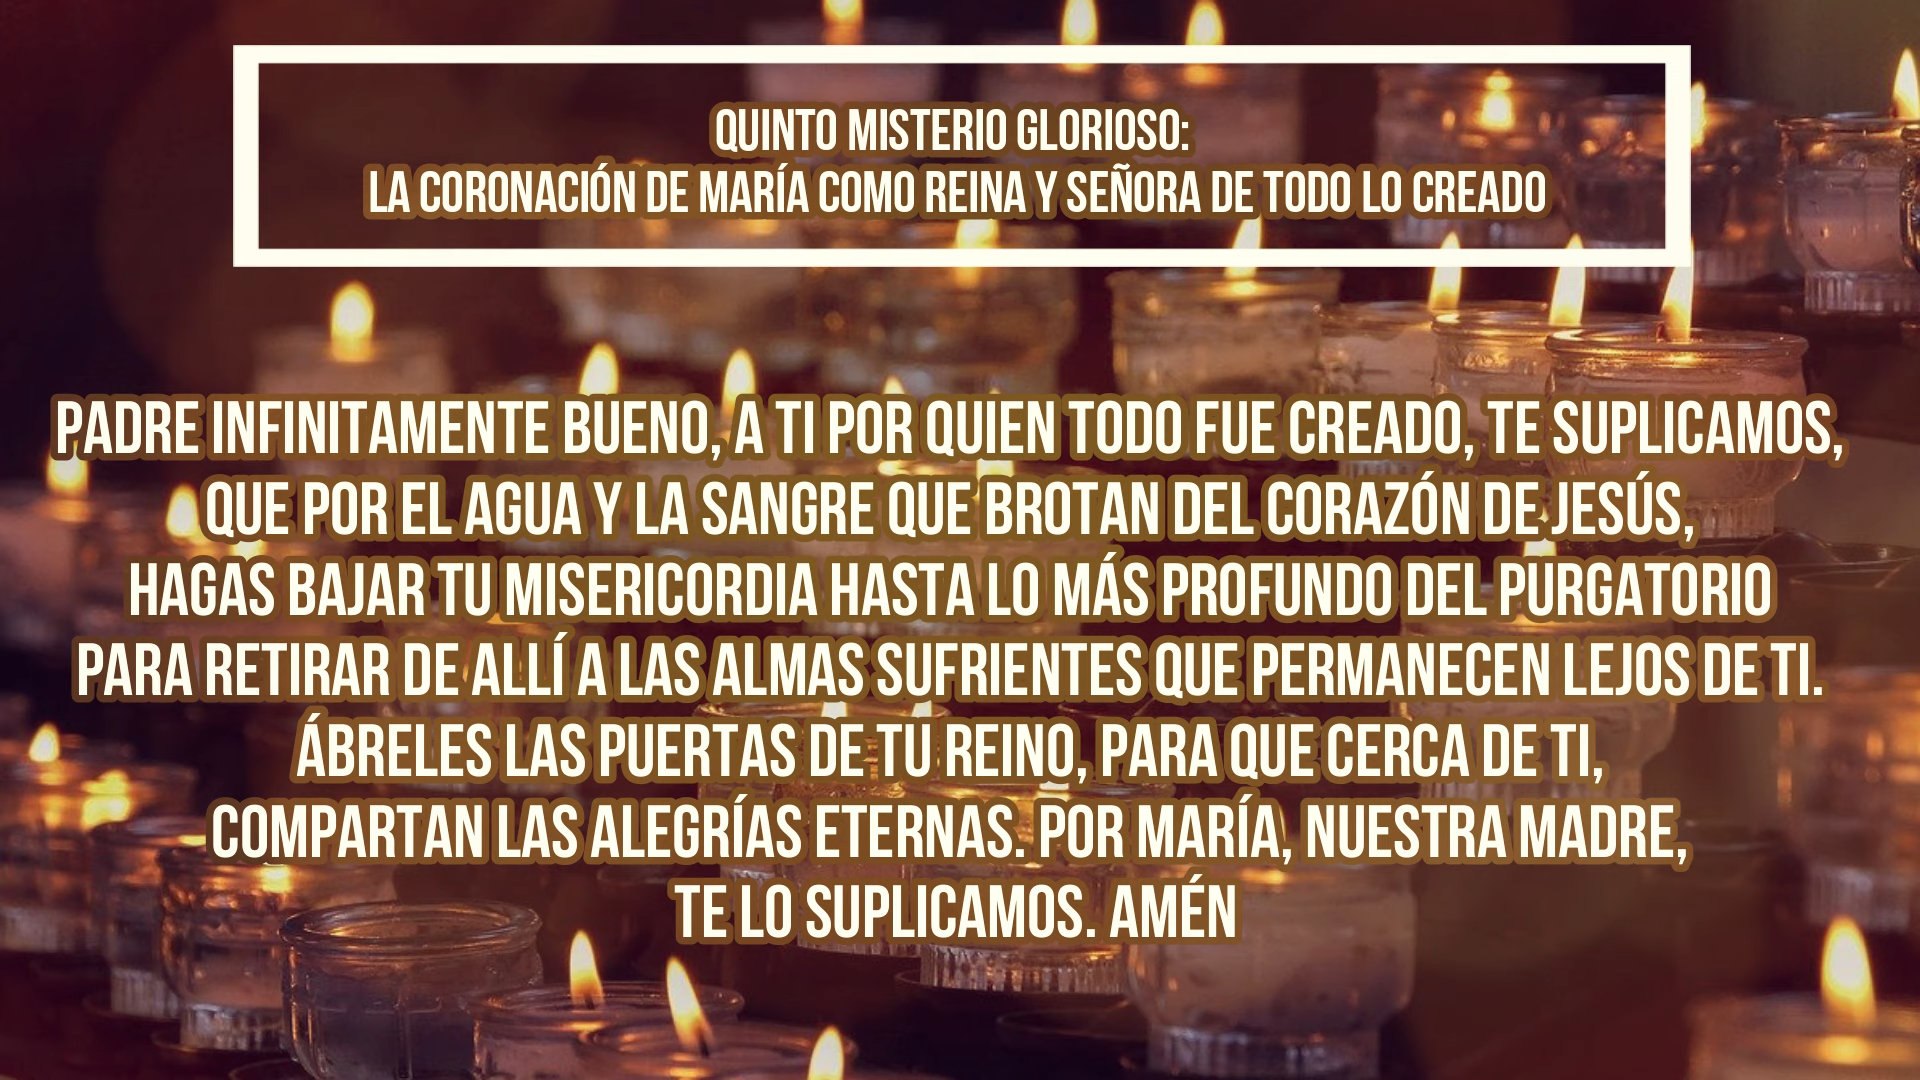 QUINTO MISTERIO GLORIOSO:
LA CORONACIÓN DE MARÍA COMO REINA Y SEÑORA DE TODO LO CREADO
PADRE INFINITAMENTE BUENO, A TI POR QUIEN TODO FUE CREADO, TE SUPLICAMOS,
QUE POR EL AGUA Y LA SANGRE QUE BROTAN DEL CORAZÓN DE JESÚS,
HAGAS BAJAR TU MISERICORDIA HASTA LO MÁS PROFUNDO DEL PURGATORIO
PARA RETIRAR DE ALLÍ A LAS ALMAS SUFRIENTES QUE PERMANECEN LEJOS DE TI.
ÁBRELES LAS PUERTAS DE TU REINO, PARA QUE CERCA DE TI,
COMPARTAN LAS ALEGRÍAS ETERNAS. POR MARÍA, NUESTRA MADRE,
TE LO SUPLICAMOS. AMÉN